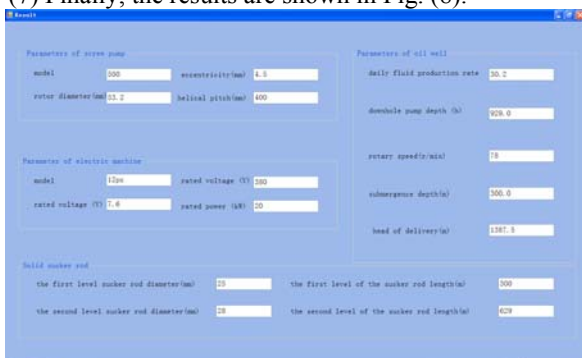 (7) Finally, the results are shown in Fig. (8).
Result
Parameters of screw pump
model 300 eccentricity(mm) 4.5
rotor diameter(mm) 53.2 helical pitch(mm) 400
Parameter of electric machine
model 12pm rated voltage (V) 380
rated voltage (V) 7.6 rated power (kW) 20
Parameters of oil well
daily fluid production rate 30.2
downhole pump depth (m) 929.0
rotary speed(r/min) 78
submergence depth(m) 300.0
head of delivery(m) 1387.5
Solid sucker rod
the first level sucker rod diameter(mm) 25 the first level of the sucker rod length(m) 300
the second level sucker rod diameter(mm) 28 the second level of the sucker rod length(m) 629